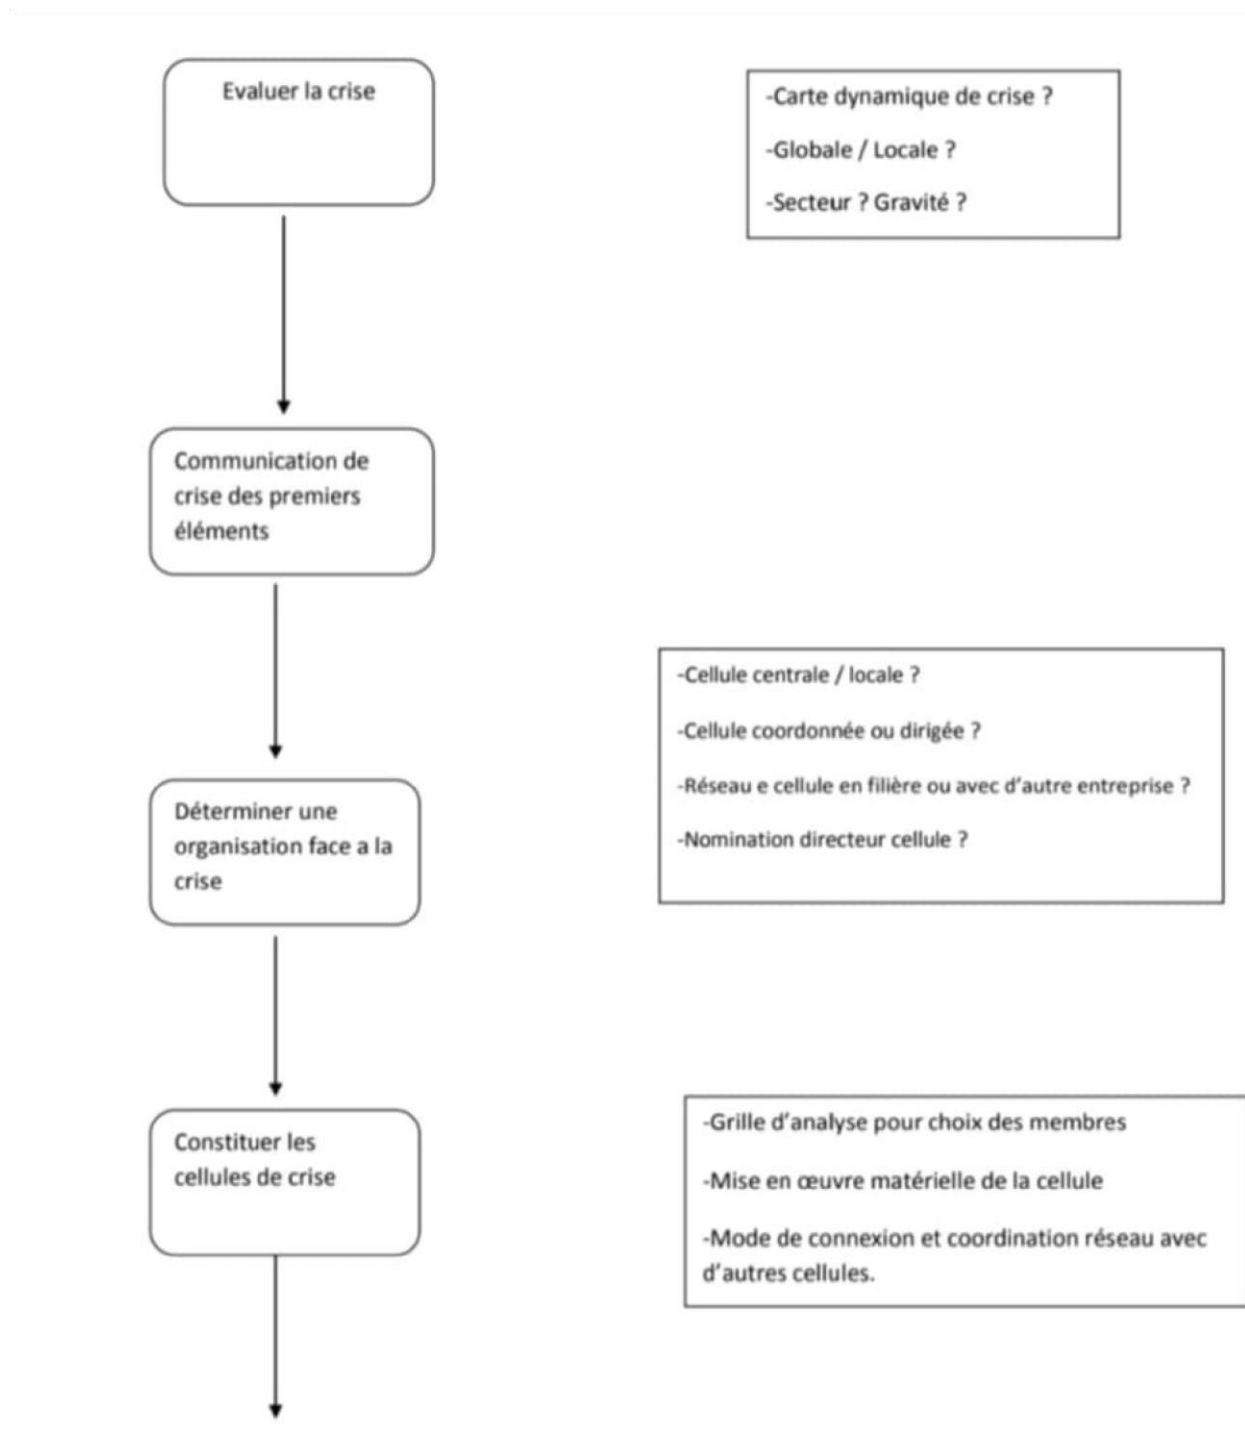 Evaluer la crise
-Carte dynamique de crise ?
-Globale / Locale ?
-Secteur ? Gravité ?
Communication de
crise des premiers
éléments
-Cellule centrale / locale ?
-Cellule coordonnée ou dirigée ?
-Réseau e cellule en filière ou avec d'autre entreprise ?
-Nomination directeur cellule ?
Déterminer une
organisation face a la
crise
Constituer les
cellules de crise
-Grille d'analyse pour choix des membres
-Mise en œuvre matérielle de la cellule
-Mode de connexion et coordination réseau avec
d'autres cellules.